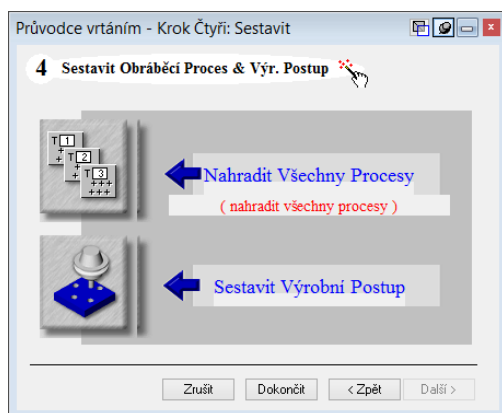 Průvodce vrtáním - Krok Čtyři: Sestavit
4 Sestavit Obráběcí Proces & Výr. Postup
T 1
T 2
T 3
Nahradit Všechny Procesy
( nahradit všechny procesy )
Sestavit Výrobní Postup
Zrušit Dokončit < Zpět Další >